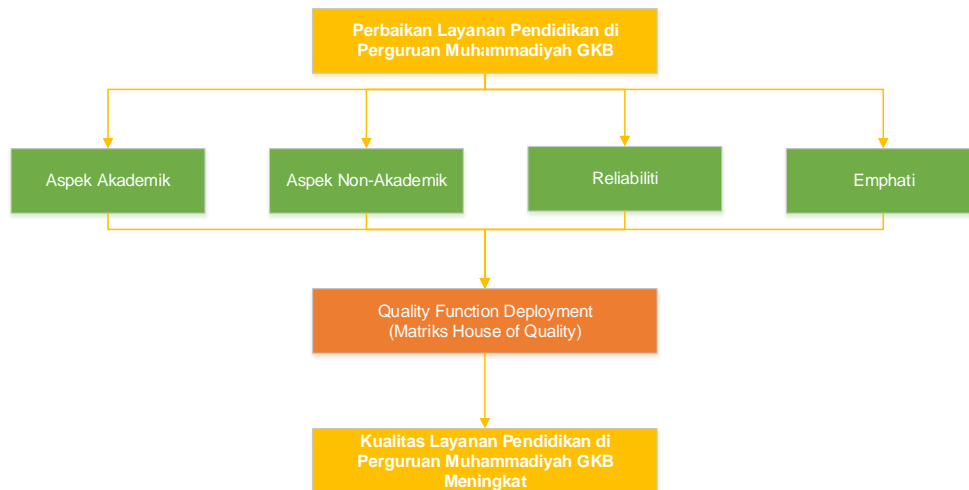 Perbaikan Layanan Pendidikan di
Perguruan Muhammadiyah GKB
Aspek Akademik
Aspek Non-Akademik
Reliabiliti
Emphati
Quality Function Deployment
(Matriks House of Quality)
Kualitas Layanan Pendidikan di
Perguruan Muhammadiyah GKB
Meningkat